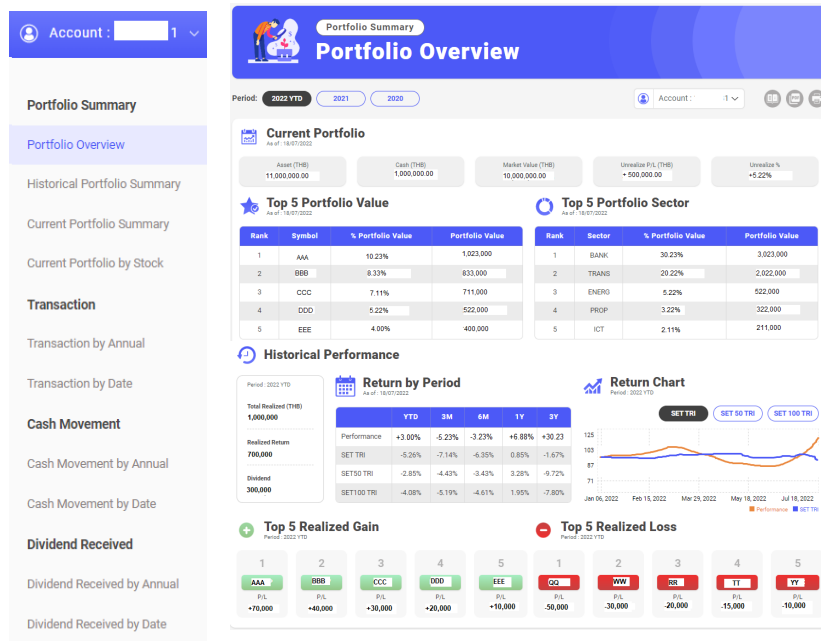 Account : 1
Portfolio Summary
Portfolio Overview
Historical Portfolio Summary
Current Portfolio Summary
Current Portfolio by Stock
Transaction
Transaction by Annual
Transaction by Date
Cash Movement
Cash Movement by Annual
Cash Movement by Date
Dividend Received
Dividend Received by Annual
Dividend Received by Date
Portfolio Summary
Portfolio Overview
Period: 2022 YTD 2021 2020 Account : 1
Current Portfolio
As of : 18/07/2022
Asset (THB) Cash (THB) Market Value (THB) Unrealize P/L (THB) Unrealize %
11,000,000.00 1,000,000.00 10,000,000.00 + 500,000.00 +5.22%
Top 5 Portfolio Value
As of : 18/07/2022
Rank Symbol % Portfolio Value Portfolio Value
1 AAA 10.23% 1,023,000
2 BBB 8.33% 833,000
3 CCC 7.11% 711,000
4 DDD 5.22% 522,000
5 EEE 4.00% 400,000
Top 5 Portfolio Sector
As of : 18/07/2022
Rank Sector % Portfolio Value Portfolio Value
1 BANK 30.23% 3,023,000
2 TRANS 20.22% 2,022,000
3 ENERG 5.22% 522,000
4 PROP 3.22% 322,000
5 ICT 2.11% 211,000
Historical Performance
Period : 2022 YTD
Total Realized (THB)
1,000,000
Realized Return
700,000
Dividend
300,000
Return by Period
As of : 18/07/2022
YTD 3M 6M 1Y 3Y
Performance +3.00% -5.23% -3.23% +6.88% +30.23
SET TRI -5.26% -7.14% -6.35% 0.85% -1.67%
SET50 TRI -2.85% -4.43% -3.43% 3.28% -9.72%
SET100 TRI -4.08% -5.19% -4.61% 1.95% -7.80%
Return Chart
Period : 2022 YTD
SET TRI SET 50 TRI SET 100 TRI
125
103
87
71
Jan 06, 2022 Feb 15, 2022 Mar 29, 2022 May 18, 2022 Jul 18, 2022
Performance SET TRI
Top 5 Realized Gain
Period : 2022 YTD
1 2 3 4 5
AAA BBB CCC DDD EEE
P/L P/L P/L P/L P/L
+70,000 +40,000 +30,000 +20,000 +10,000
Top 5 Realized Loss
Period : 2022 YTD
1 2 3 4 5
QQ WW RR TT YY
P/L P/L P/L P/L P/L
-50,000 -30,000 -20,000 -15,000 -10,000